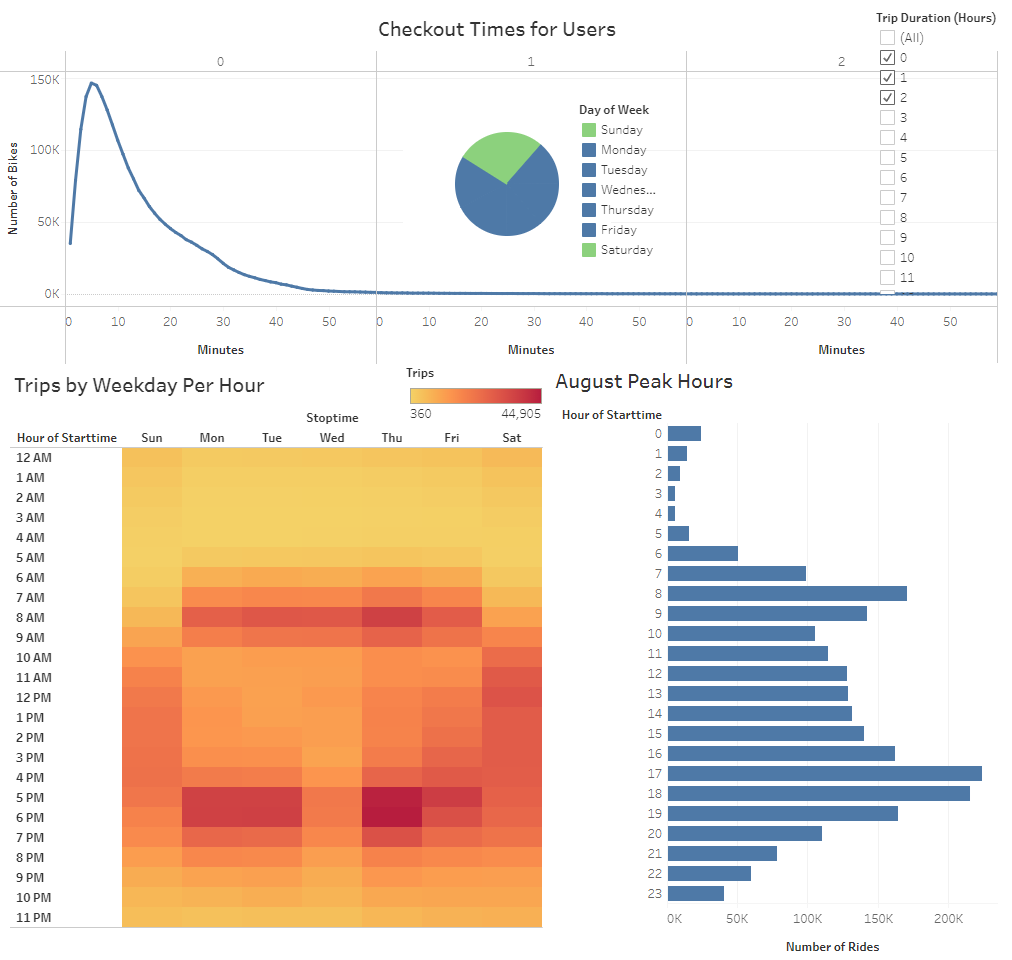 Checkout Times for Users
Trip Duration (Hours)
(All)
0
1
2
3
4
5
6
7
8
9
10
11
0 1 2
Number of Bikes
150K
100K
50K
0K
Day of Week
Sunday
Monday
Tuesday
Wednes...
Thursday
Friday
Saturday
0 10 20 30 40 50 0 10 20 30 40 50 0 10 20 30 40 50
Minutes Minutes Minutes
Trips by Weekday Per Hour
Trips
360 44,905
Stoptime
Hour of Starttime Sun Mon Tue Wed Thu Fri Sat
12 AM
1 AM
2 AM
3 AM
4 AM
5 AM
6 AM
7 AM
8 AM
9 AM
10 AM
11 AM
12 PM
1 PM
2 PM
3 PM
4 PM
5 PM
6 PM
7 PM
8 PM
9 PM
10 PM
11 PM
August Peak Hours
Hour of Starttime
0
1
2
3
4
5
6
7
8
9
10
11
12
13
14
15
16
17
18
19
20
21
22
23
0K 50K 100K 150K 200K
Number of Rides